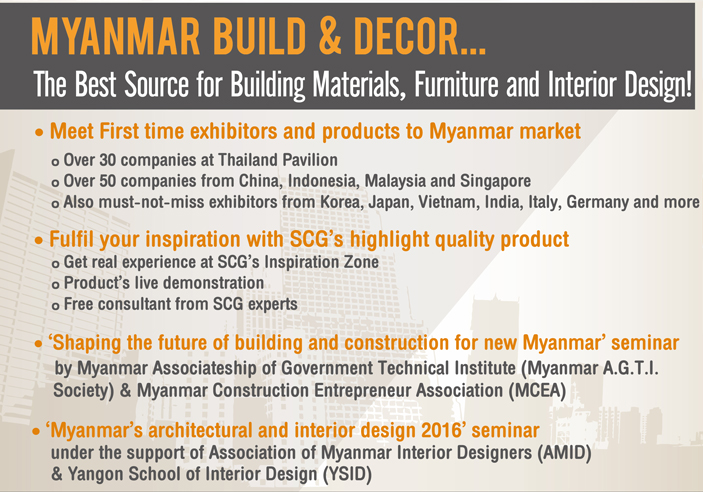 MYANMAR BUILD & DECOR...
The Best Source for Building Materials, Furniture and Interior Design!
• Meet First time exhibitors and products to Myanmar market
o Over 30 companies at Thailand Pavilion
o Over 50 companies from China, Indonesia, Malaysia and Singapore
o Also must-not-miss exhibitors from Korea, Japan, Vietnam, India, Italy, Germany and more
• Fulfil your inspiration with SCG's highlight quality product
o Get real experience at SCG's Inspiration Zone
o Product's live demonstration
o Free consultant from SCG experts
• ‘Shaping the future of building and construction for new Myanmar’ seminar
by Myanmar Associateship of Government Technical Institute (Myanmar A.G.T.I.
Society) & Myanmar Construction Entrepreneur Association (MCEA)
• ‘Myanmar's architectural and interior design 2016’ seminar
under the support of Association of Myanmar Interior Designers (AMID)
& Yangon School of Interior Design (YSID)